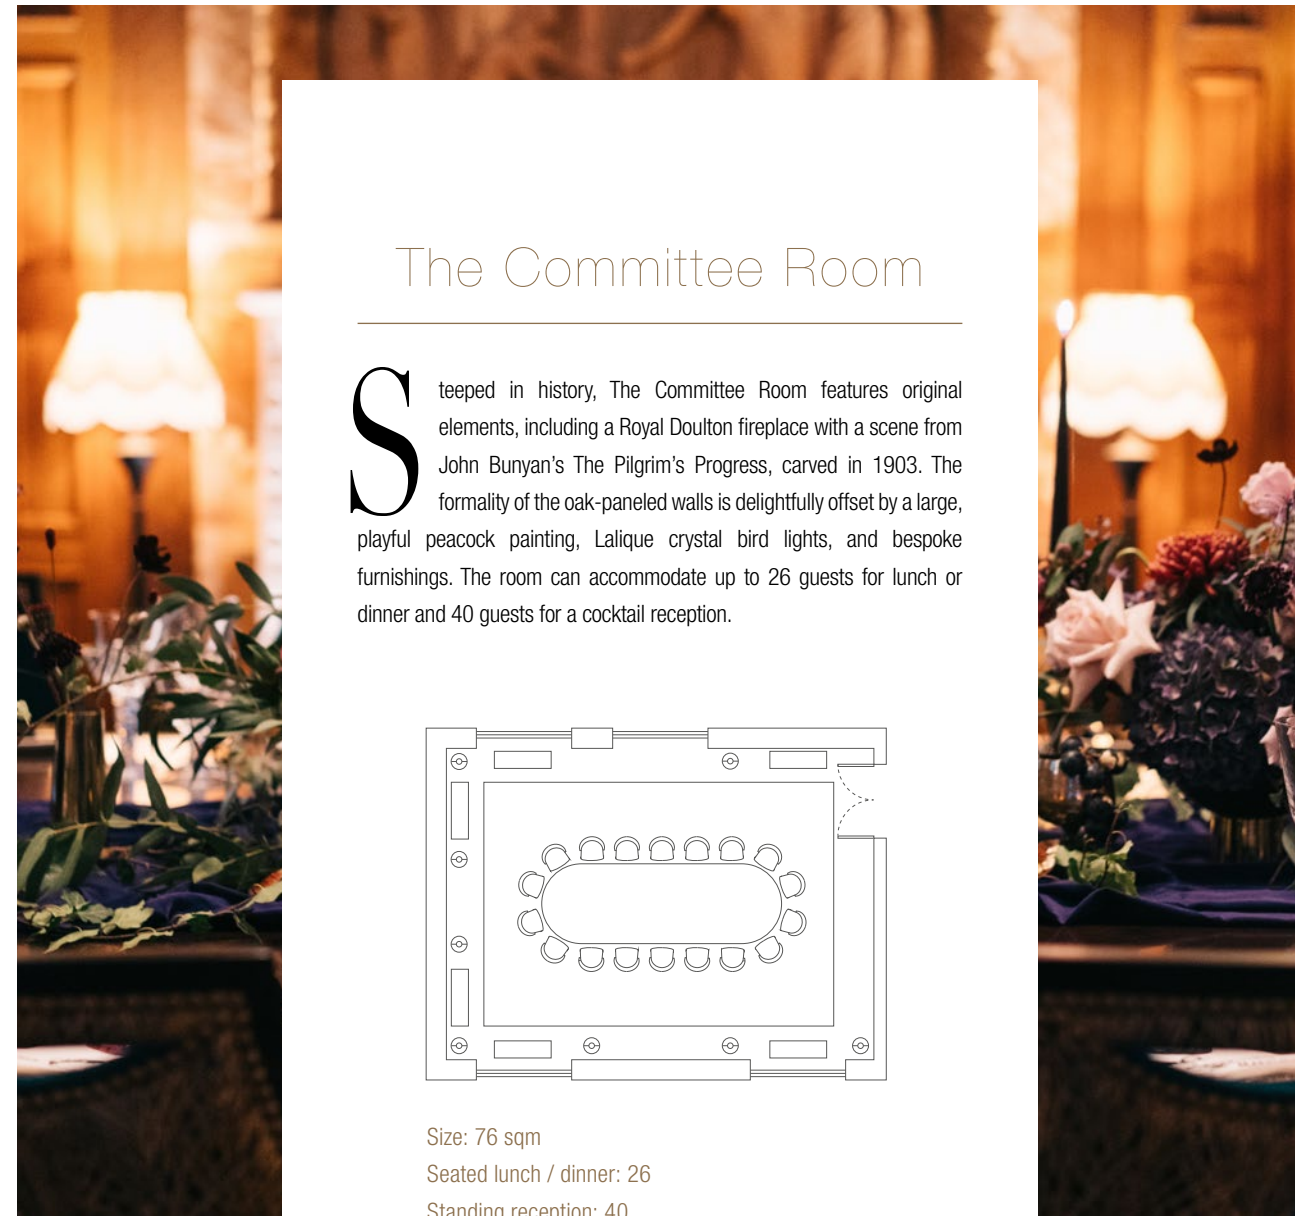 The Committee Room
Steeped in history, The Committee Room features original
elements, including a Royal Doulton fireplace with a scene from
John Bunyan’s The Pilgrim’s Progress, carved in 1903. The
formality of the oak-paneled walls is delightfully offset by a large,
playful peacock painting, Lalique crystal bird lights, and bespoke
furnishings. The room can accommodate up to 26 guests for lunch or
dinner and 40 guests for a cocktail reception.
Size: 76 sqm
Seated lunch / dinner: 26
Standing reception: 40